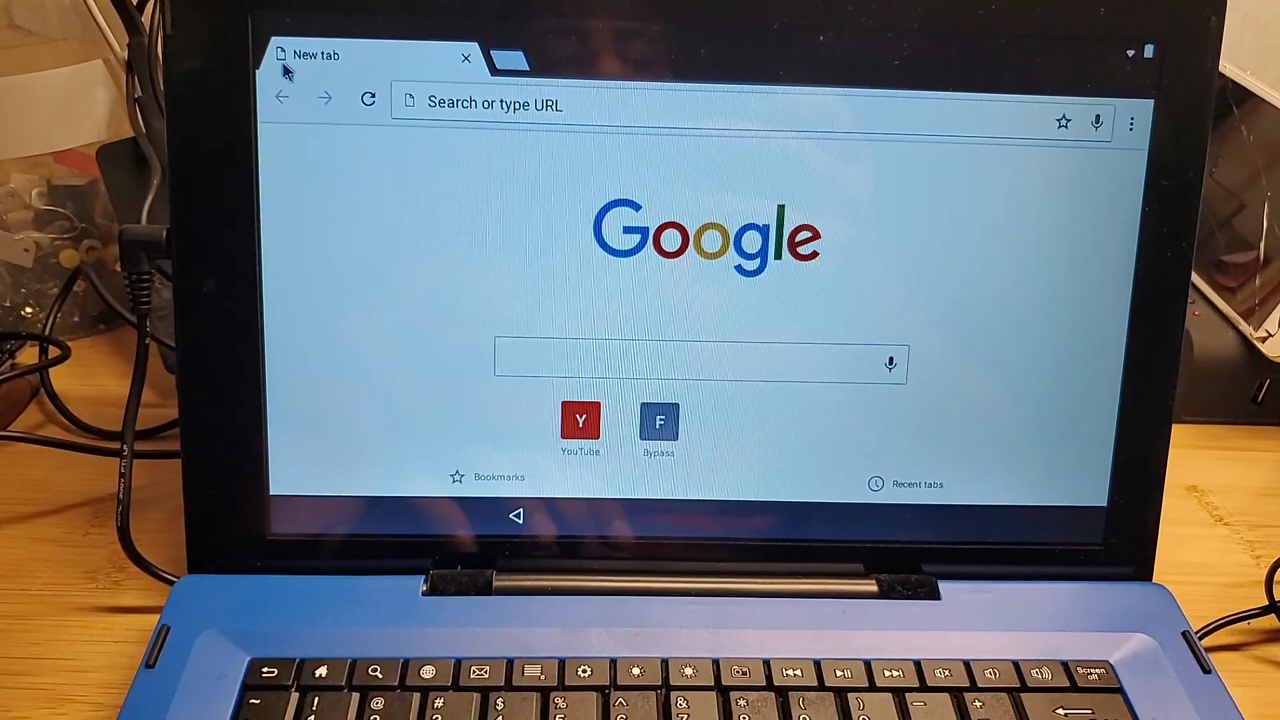 New tab
Search or type URL
Google
Y
F
YouTube
Bypass
Bookmarks
Recent tabs
Screen off
~ ! @ # $ % ^ & * ( ) − +